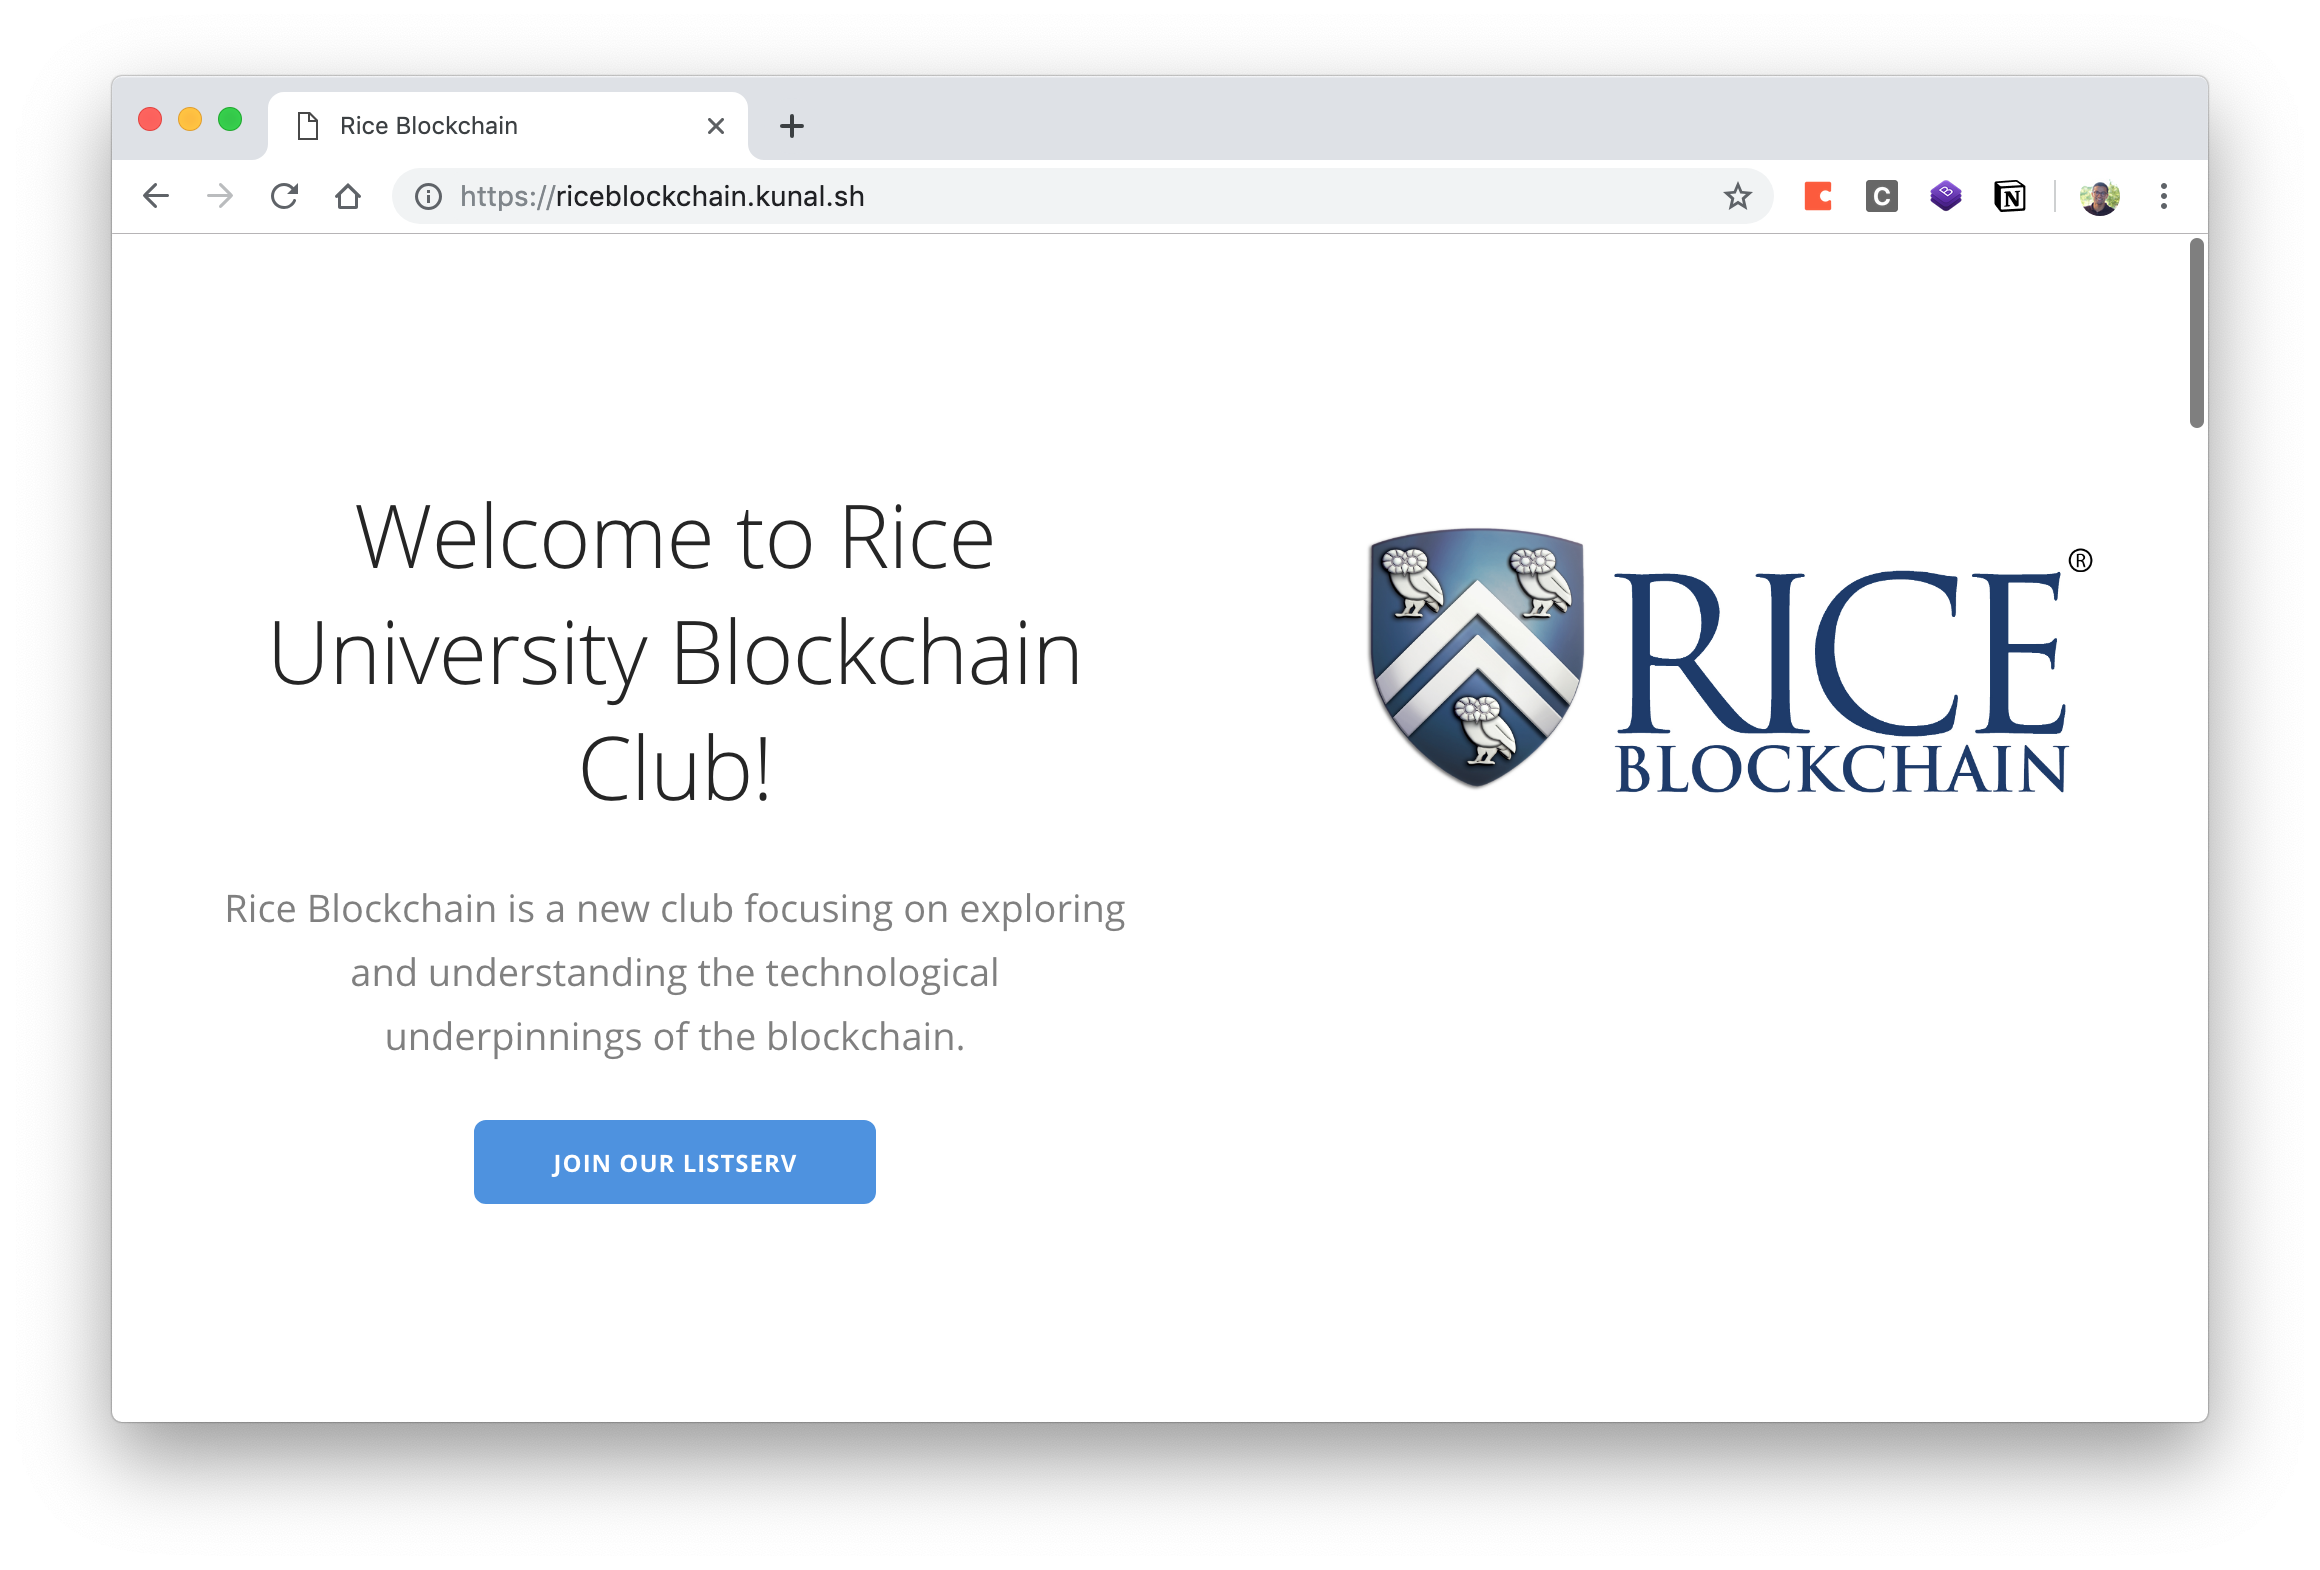 Rice Blockchain
https://riceblockchain.kunal.sh
C
B
N
Welcome to Rice
University Blockchain
Club!
Rice Blockchain is a new club focusing on exploring
and understanding the technological
underpinnings of the blockchain.
JOIN OUR LISTSERV
RICE®
BLOCKCHAIN